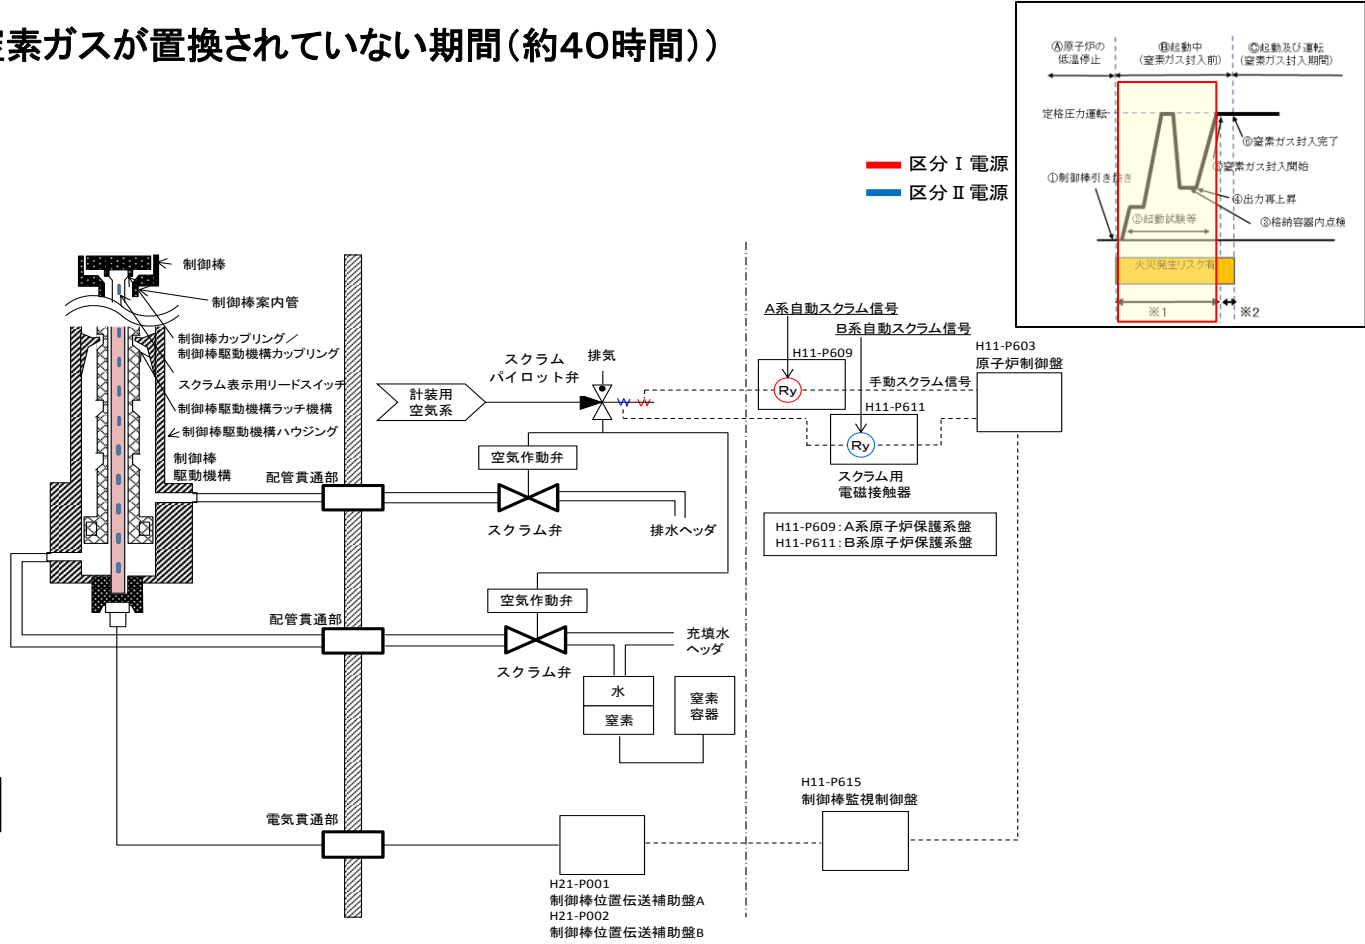 素ガスが置換されていない期間(約40時間))
Ⓐ原子炉の
低温停止
Ⓑ起動中
(窒素ガス封入前)
Ⓒ起動及び運転
(窒素ガス封入期間)
定格圧力運転
⑥窒素ガス封入完了
⑤窒素ガス封入開始
①制御棒引き抜き
④出力再上昇
②起動試験等
③格納容器内点検
火災発生リスク有
※1
※2
区分Ⅰ電源
区分Ⅱ電源
制御棒
制御棒案内管
制御棒カップリング/
制御棒駆動機構カップリング
スクラム表示用リードスイッチ
制御棒駆動機構ラッチ機構
制御棒駆動機構ハウジング
制御棒
駆動機構
計装用
空気系
スクラム
パイロット弁
排気
A系自動スクラム信号
B系自動スクラム信号
H11-P609
Ry
手動スクラム信号
H11-P603
原子炉制御盤
H11-P611
Ry
スクラム用
電磁接触器
H11-P609:A系原子炉保護系盤
H11-P611:B系原子炉保護系盤
配管貫通部
空気作動弁
スクラム弁
排水ヘッダ
配管貫通部
空気作動弁
スクラム弁
充填水
ヘッダ
水
窒素
窒素
容器
電気貫通部
H11-P615
制御棒監視制御盤
H21-P001
制御棒位置伝送補助盤A
H21-P002
制御棒位置伝送補助盤B